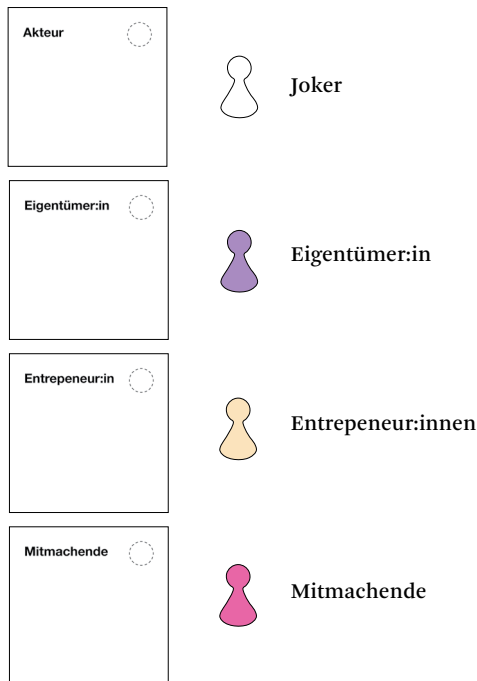 Akteur
Joker
Eigentümer:in
Eigentümer:in
Entrepeneur:in
Entrepeneur:innen
Mitmachende
Mitmachende